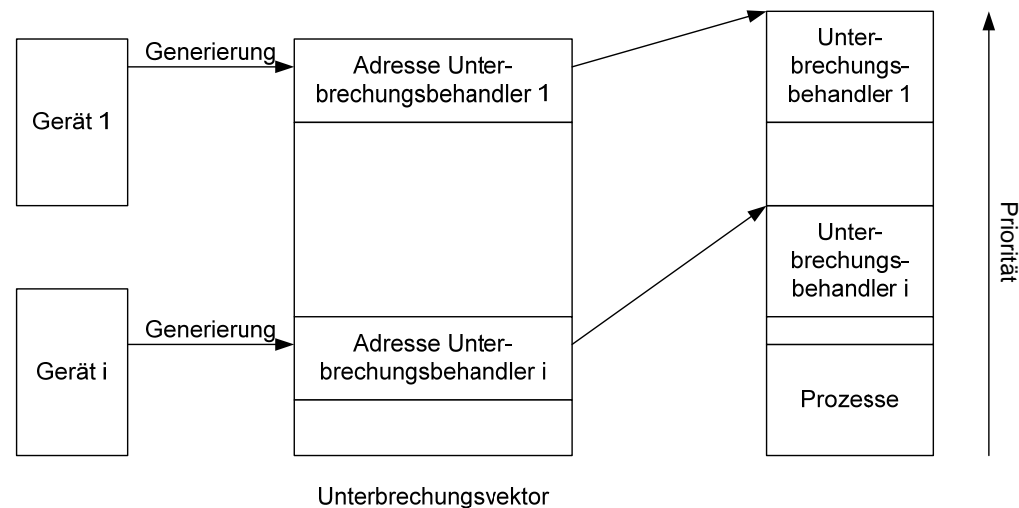 Gerät 1
Generierung
Adresse Unter-
brechungsbehandler 1
Unter-
brechungs-
behandler 1
Priorität
Gerät i
Generierung
Adresse Unter-
brechungsbehandler i
Unter-
brechungs-
behandler i
Prozesse
Unterbrechungsvektor